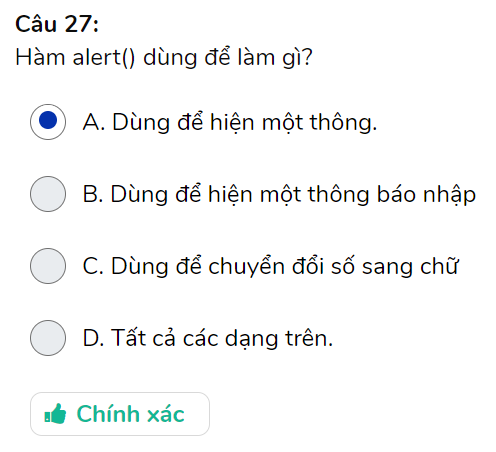 Câu 27:
Hàm alert() dùng để làm gì?
A. Dùng để hiện một thông.
B. Dùng để hiện một thông báo nhập
C. Dùng để chuyển đổi số sang chữ
D. Tất cả các dạng trên.
Chính xác